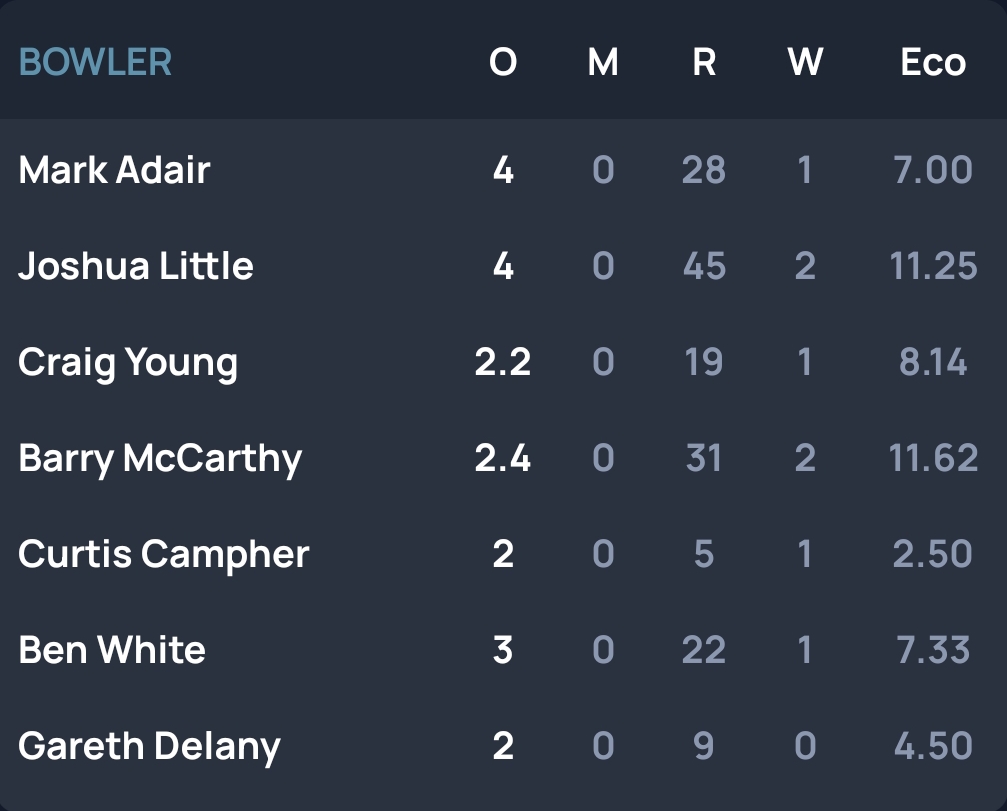 BOWLER O M R W Eco
Mark Adair 4 0 28 1 7.00
Joshua Little 4 0 45 2 11.25
Craig Young 2.2 0 19 1 8.14
Barry McCarthy 2.4 0 31 2 11.62
Curtis Campher 2 0 5 1 2.50
Ben White 3 0 22 1 7.33
Gareth Delany 2 0 9 0 4.50